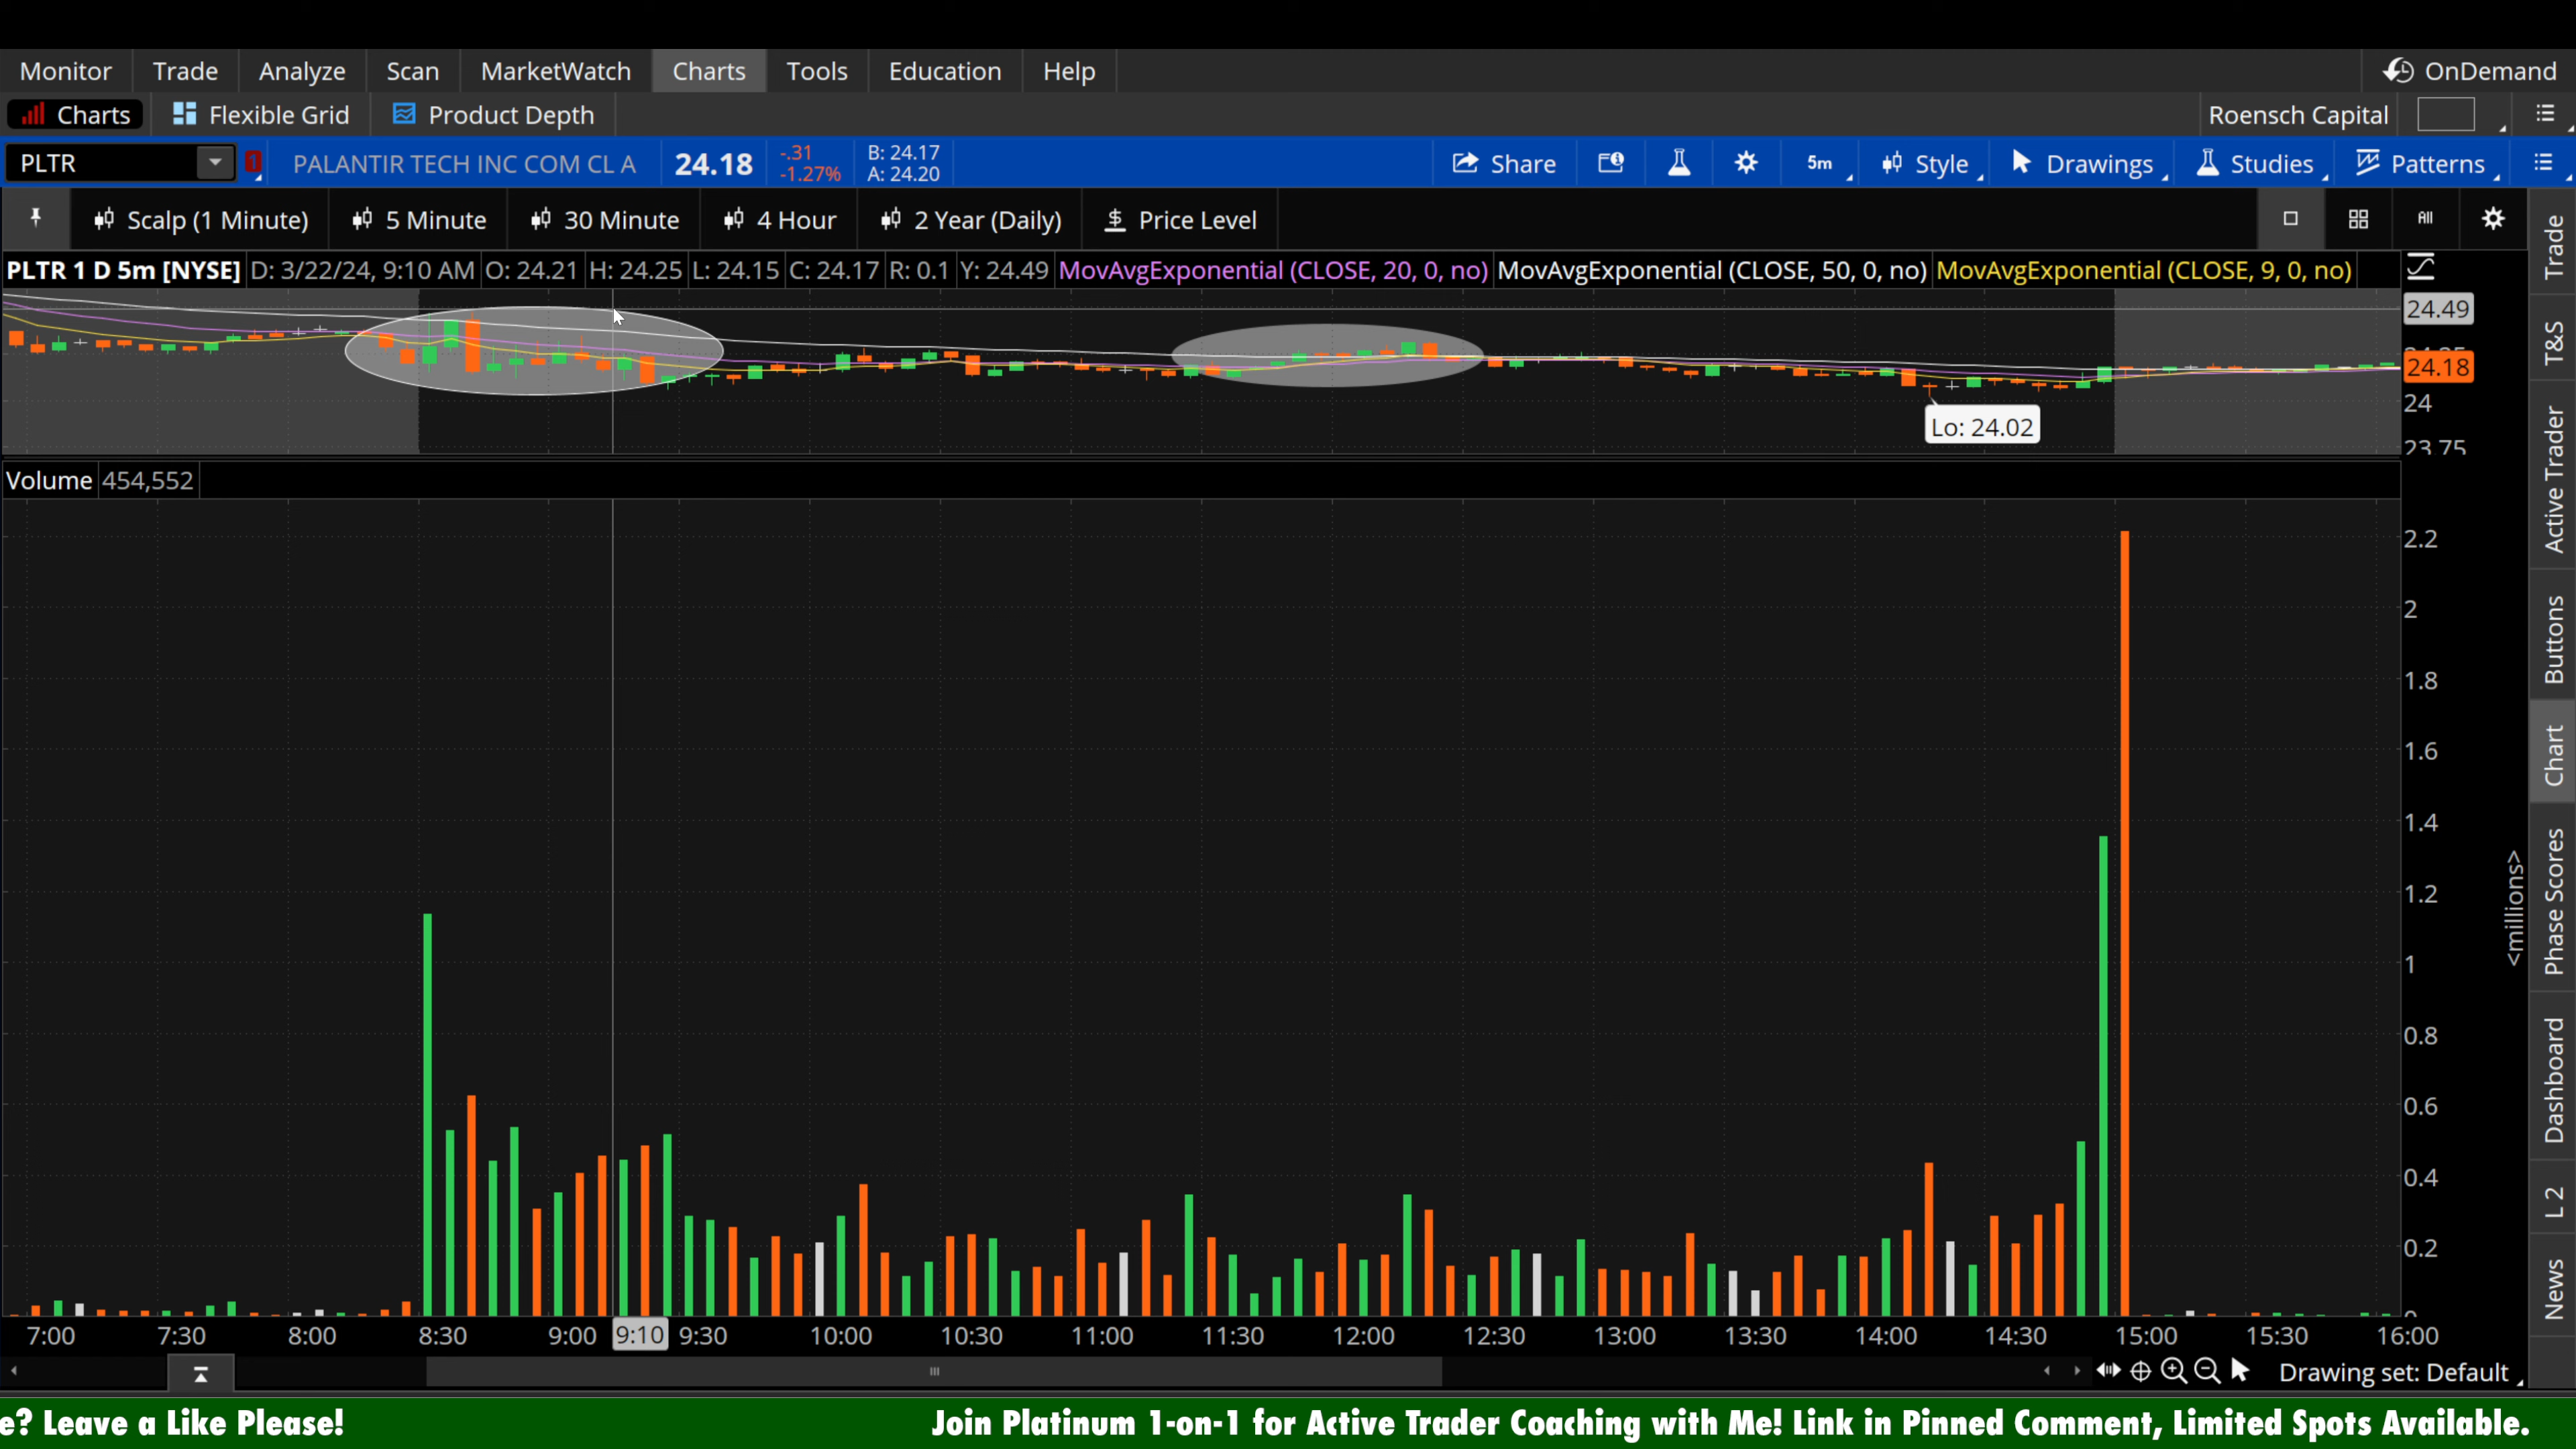 Monitor Trade Analyze Scan MarketWatch Charts Tools Education Help OnDemand
Charts Flexible Grid Product Depth Roensch Capital
PLTR 1 PALANTIR TECH INC COM CL A 24.18 -.31 B: 24.17 Share 5m Style Drawings Studies Patterns
-1.27% A: 24.20
Scalp (1 Minute) 5 Minute 30 Minute 4 Hour 2 Year (Daily) $ Price Level All
PLTR 1 D 5m [NYSE] D: 3/22/24, 9:10 AM O: 24.21 H: 24.25 L: 24.15 C: 24.17 R: 0.1 Y: 24.49 MovAvgExponential (CLOSE, 20, 0, no) MovAvgExponential (CLOSE, 50, 0, no) MovAvgExponential (CLOSE, 9, 0, no)
24.49
24.18
24
Lo: 24.02
23.75
Volume 454,552
2.2
2
1.8
1.6
1.4
1.2
1
0.8
0.6
0.4
0.2
0
<millions>
7:00 7:30 8:00 8:30 9:00 9:10 9:30 10:00 10:30 11:00 11:30 12:00 12:30 13:00 13:30 14:00 14:30 15:00 15:30 16:00
Drawing set: Default
Trade
T&S
Active Trader
Buttons
Chart
Phase Scores
Dashboard
L 2
News
e? Leave a Like Please! Join Platinum 1-on-1 for Active Trader Coaching with Me! Link in Pinned Comment, Limited Spots Available.